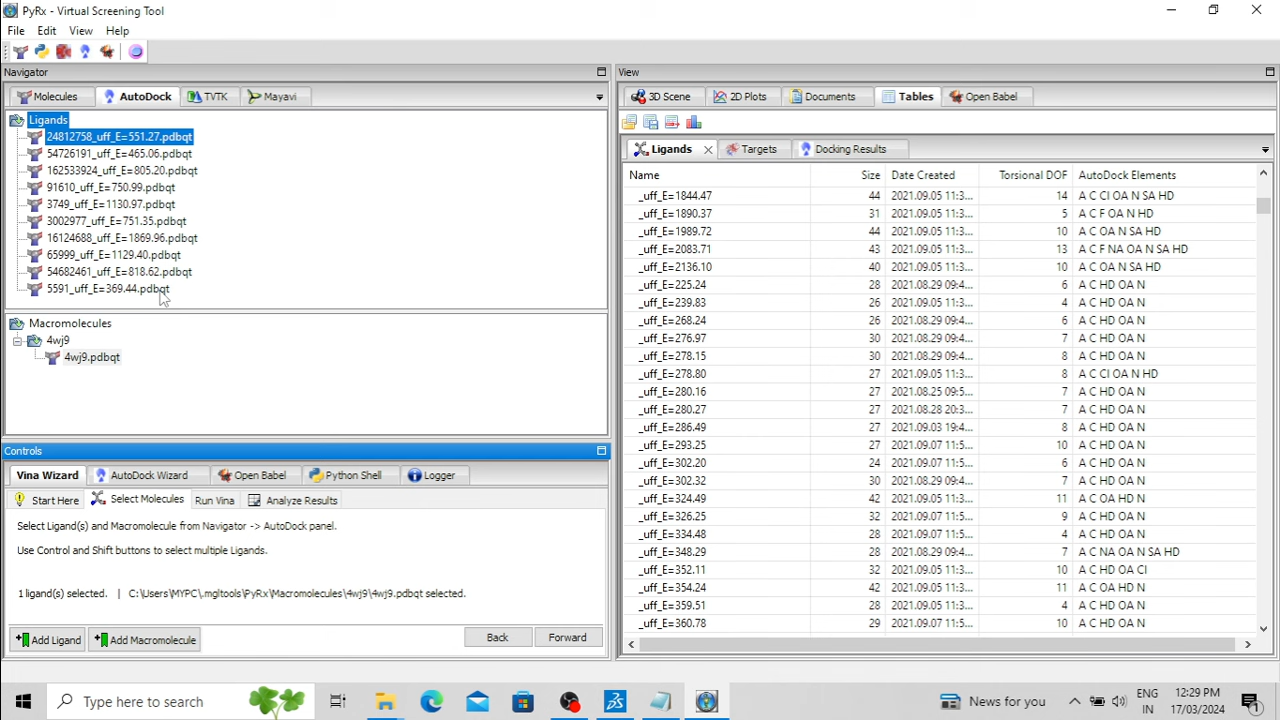 PyRx - Virtual Screening Tool
File Edit View Help
Navigator
Molecules AutoDock TVTK Mayavi
Ligands
24812758_uff_E=551.27.pdbqt
54726191_uff_E=465.06.pdbqt
162533924_uff_E=805.20.pdbqt
91610_uff_E=750.99.pdbqt
3749_uff_E=1130.97.pdbqt
3002977_uff_E=751.35.pdbqt
16124688_uff_E=1869.96.pdbqt
65999_uff_E=1129.40.pdbqt
54682461_uff_E=818.62.pdbqt
5591_uff_E=369.44.pdbqt
Macromolecules
4wj9
4wj9.pdbqt
Controls
Vina Wizard AutoDock Wizard Open Babel Python Shell Logger
Start Here Select Molecules Run Vina Analyze Results
Select Ligand(s) and Macromolecule from Navigator -> AutoDock panel.
Use Control and Shift buttons to select multiple Ligands.
1 ligand(s) selected. | C:\Users\MYPC\.mgltools\PyRx\Macromolecules\4wj9\4wj9.pdbqt selected.
Add Ligand Add Macromolecule Back Forward
View
3D Scene 2D Plots Documents Tables Open Babel
Ligands Targets Docking Results
Name Size Date Created Torsional DOF AutoDock Elements
_uff_E=1844.47 44 2021.09.05 11:3... 14 A C Cl OA N SA HD
_uff_E=1890.37 31 2021.09.05 11:3... 5 A C F OA N HD
_uff_E=1989.72 44 2021.09.05 11:3... 10 A C OA N SA HD
_uff_E=2083.71 43 2021.09.05 11:3... 13 A C F NA OA N SA HD
_uff_E=2136.10 40 2021.09.05 11:3... 10 A C OA N SA HD
_uff_E=225.24 28 2021.08.29 09:4... 6 A C HD OA N
_uff_E=239.83 26 2021.09.05 11:3... 4 A C HD OA N
_uff_E=268.24 26 2021.08.29 09:4... 6 A C HD OA N
_uff_E=276.97 30 2021.08.29 09:4... 7 A C HD OA N
_uff_E=278.15 30 2021.08.29 09:4... 8 A C HD OA N
_uff_E=278.80 27 2021.09.05 11:3... 8 A C Cl OA N HD
_uff_E=280.16 27 2021.08.25 09:5... 7 A C HD OA N
_uff_E=280.27 27 2021.08.28 20:3... 7 A C HD OA N
_uff_E=286.49 27 2021.09.03 19:4... 8 A C HD OA N
_uff_E=293.25 27 2021.09.07 11:5... 10 A C HD OA N
_uff_E=302.20 24 2021.09.07 11:5... 6 A C HD OA N
_uff_E=302.32 30 2021.08.29 09:4... 7 A C HD OA N
_uff_E=324.49 42 2021.09.05 11:3... 11 A C OA HD N
_uff_E=326.25 32 2021.09.07 11:5... 9 A C HD OA N
_uff_E=334.48 28 2021.09.07 11:5... 4 A C HD OA N
_uff_E=348.29 28 2021.08.29 09:4... 7 A C NA OA N SA HD
_uff_E=352.11 32 2021.09.05 11:3... 10 A C HD OA Cl
_uff_E=354.24 42 2021.09.05 11:3... 11 A C OA HD N
_uff_E=359.51 28 2021.09.05 11:3... 4 A C HD OA N
_uff_E=360.78 29 2021.09.07 11:5... 10 A C HD OA N
Type here to search
News for you
ENG
IN
12:29 PM
17/03/2024
1